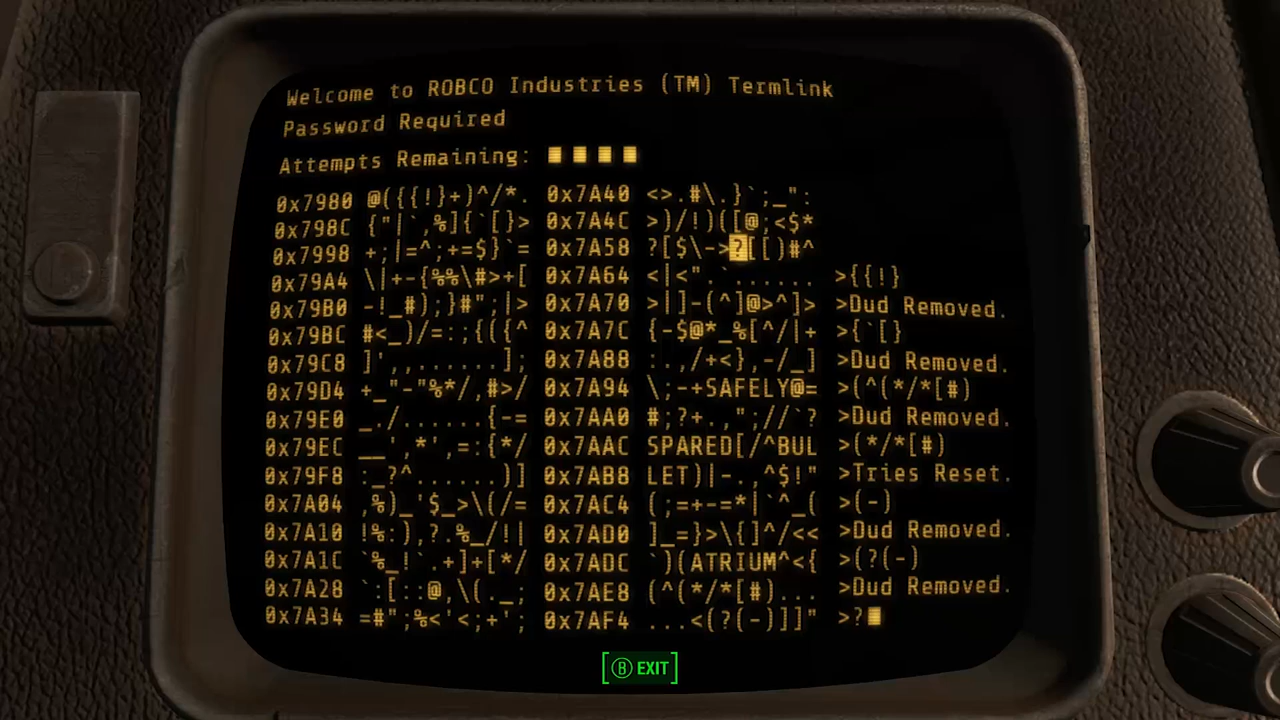 Welcome to ROBCO Industries (TM) Termlink
Password Required
Attempts Remaining: ■ ■ ■ ■
0x7980 @({{!}+)^/*. 0x7A40 <>.#\.}`;_":
0x798C {"|`,%]{`[}> 0x7A4C >)/!)([@;<$*
0x7998 +;|=^;+=$}`= 0x7A58 ?[$\->?[[)#^
0x79A4 \|+-{%%\#>+[ 0x7A64 <|<".`...... >{{!}
0x79B0 -!_#);}#";|> 0x7A70 >|]-(^]@>^]> >Dud Removed.
0x79BC #<_)/=:;{({^ 0x7A7C {-$@*_%[^/|+ >{`[}
0x79C8 ]',,......]; 0x7A88 :,/+<},-/_] >Dud Removed.
0x79D4 +_"-"%*/,#>/ 0x7A94 \;-+SAFELY@= >(^(*/*[#)
0x79E0 _./......{-= 0x7AA0 #;?+.,";//`? >Dud Removed.
0x79EC __',*',=:{*/ 0x7AAC SPARED[/^BUL >(*/*[#)
0x79F8 :_?^......)] 0x7AB8 LET)|-.,^$!" >Tries Reset.
0x7A04 ,%)_'$_>\(/= 0x7AC4 (;=+-=*|`^_( >(-)
0x7A10 !%:),?.%_/!| 0x7AD0 ]_=}>\{]^/<< >Dud Removed.
0x7A1C `%_!`.+]+[*/ 0x7ADC `)(ATRIUM^<{ >(?(-)
0x7A28 `:[::@,\(._; 0x7AE8 (^(*/*[#)... >Dud Removed.
0x7A34 =#";%<'<;+'; 0x7AF4 ...<(?(-)]]" >?■
[Ⓑ EXIT]